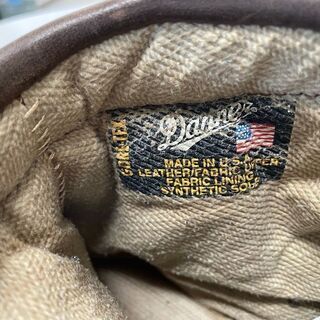 GORE-TEX
Danner
MADE IN U.S.A.
LEATHER/FABRIC
FABRIC LINING
SYNTHETIC SOLE